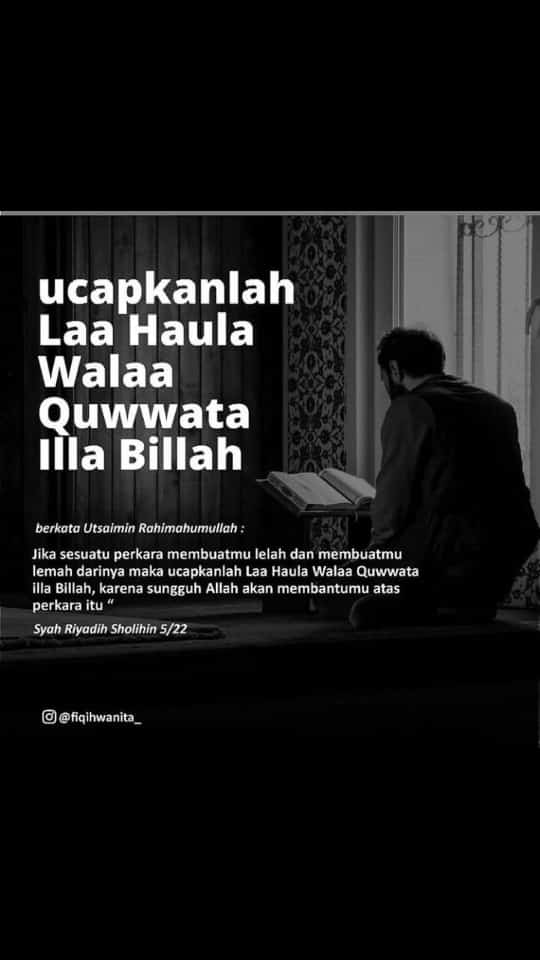 ucapkanlah
Laa Haula
Walaa
Quwwata
Illa Billah
berkata Utsaimin Rahimahumullah :
Jika sesuatu perkara membuatmu lelah dan membuatmu
lemah darinya maka ucapkanlah Laa Haula Walaa Quwwata
illa Billah, karena sungguh Allah akan membantumu atas
perkara itu “
Syah Riyadih Sholihin 5/22
@fiqihwanita_